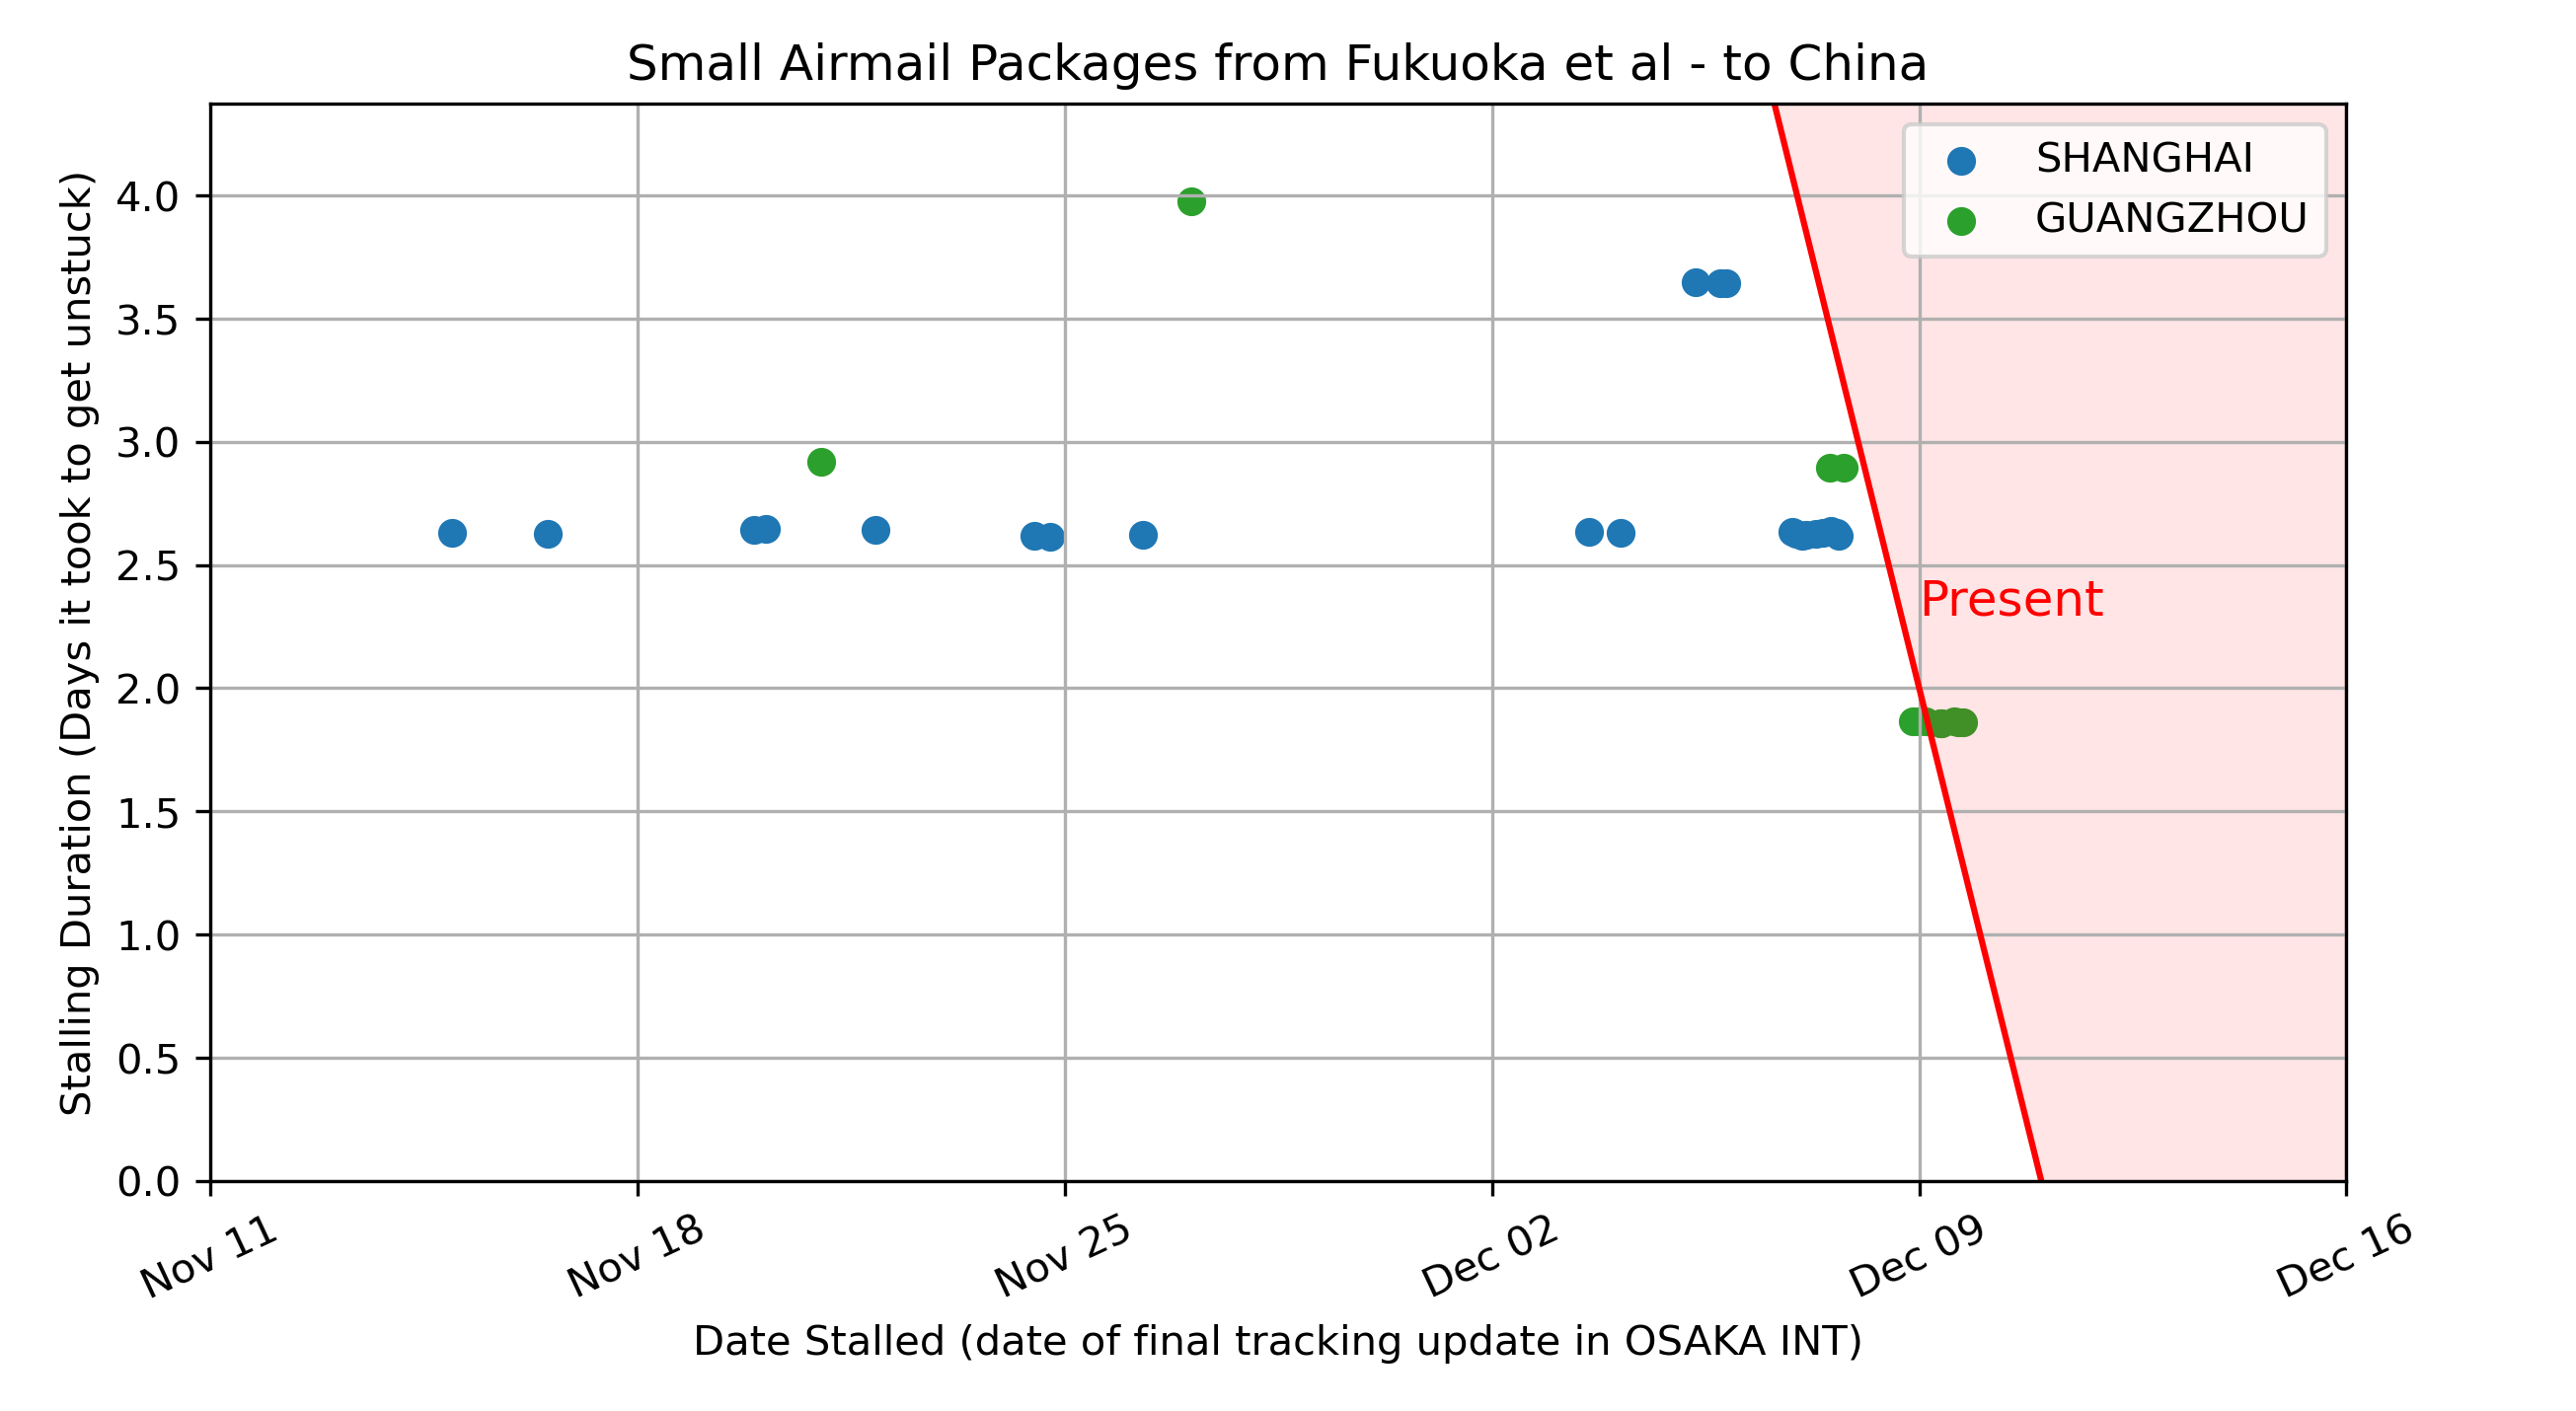 Small Airmail Packages from Fukuoka et al - to China
SHANGHAI
GUANGZHOU
Present
Stalling Duration (Days it took to get unstuck)
4.0
3.5
3.0
2.5
2.0
1.5
1.0
0.5
0.0
Nov 11
Nov 18
Nov 25
Dec 02
Dec 09
Dec 16
Date Stalled (date of final tracking update in OSAKA INT)